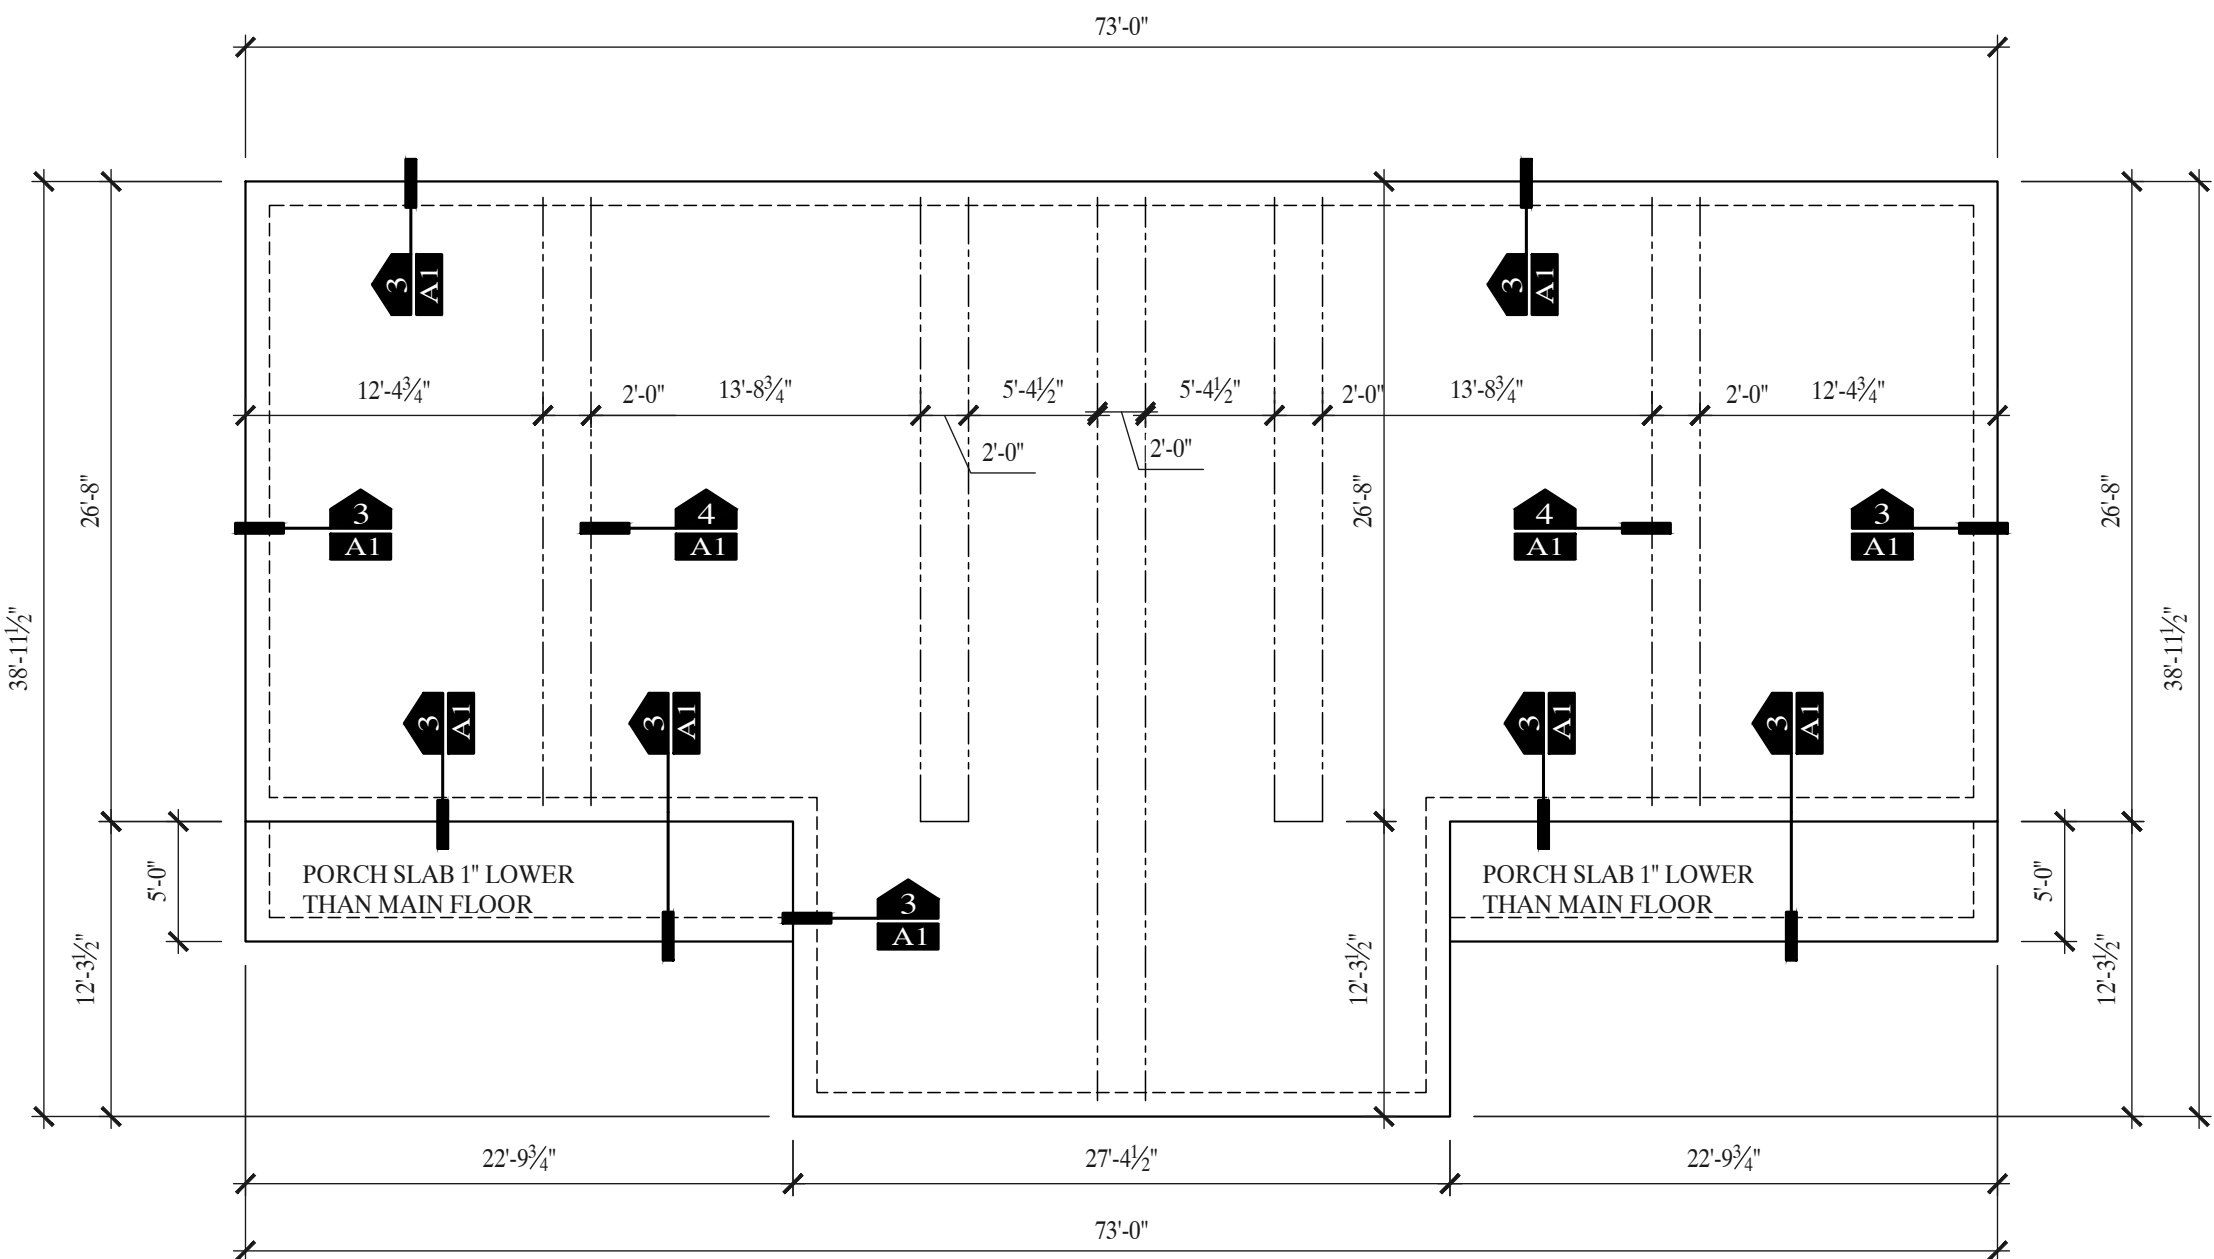 73'-0"
3
A1
3
A1
12'-4¾"
2'-0"
13'-8¾"
5'-4½"
5'-4½"
2'-0"
13'-8¾"
2'-0"
12'-4¾"
2'-0"
2'-0"
26'-8"
26'-8"
26'-8"
3
A1
4
A1
4
A1
3
A1
38'-11½"
38'-11½"
3
A1
3
A1
3
A1
3
A1
5'-0"
PORCH SLAB 1" LOWER
THAN MAIN FLOOR
3
A1
PORCH SLAB 1" LOWER
THAN MAIN FLOOR
5'-0"
12'-3½"
12'-3½"
12'-3½"
22'-9¾"
27'-4½"
22'-9¾"
73'-0"